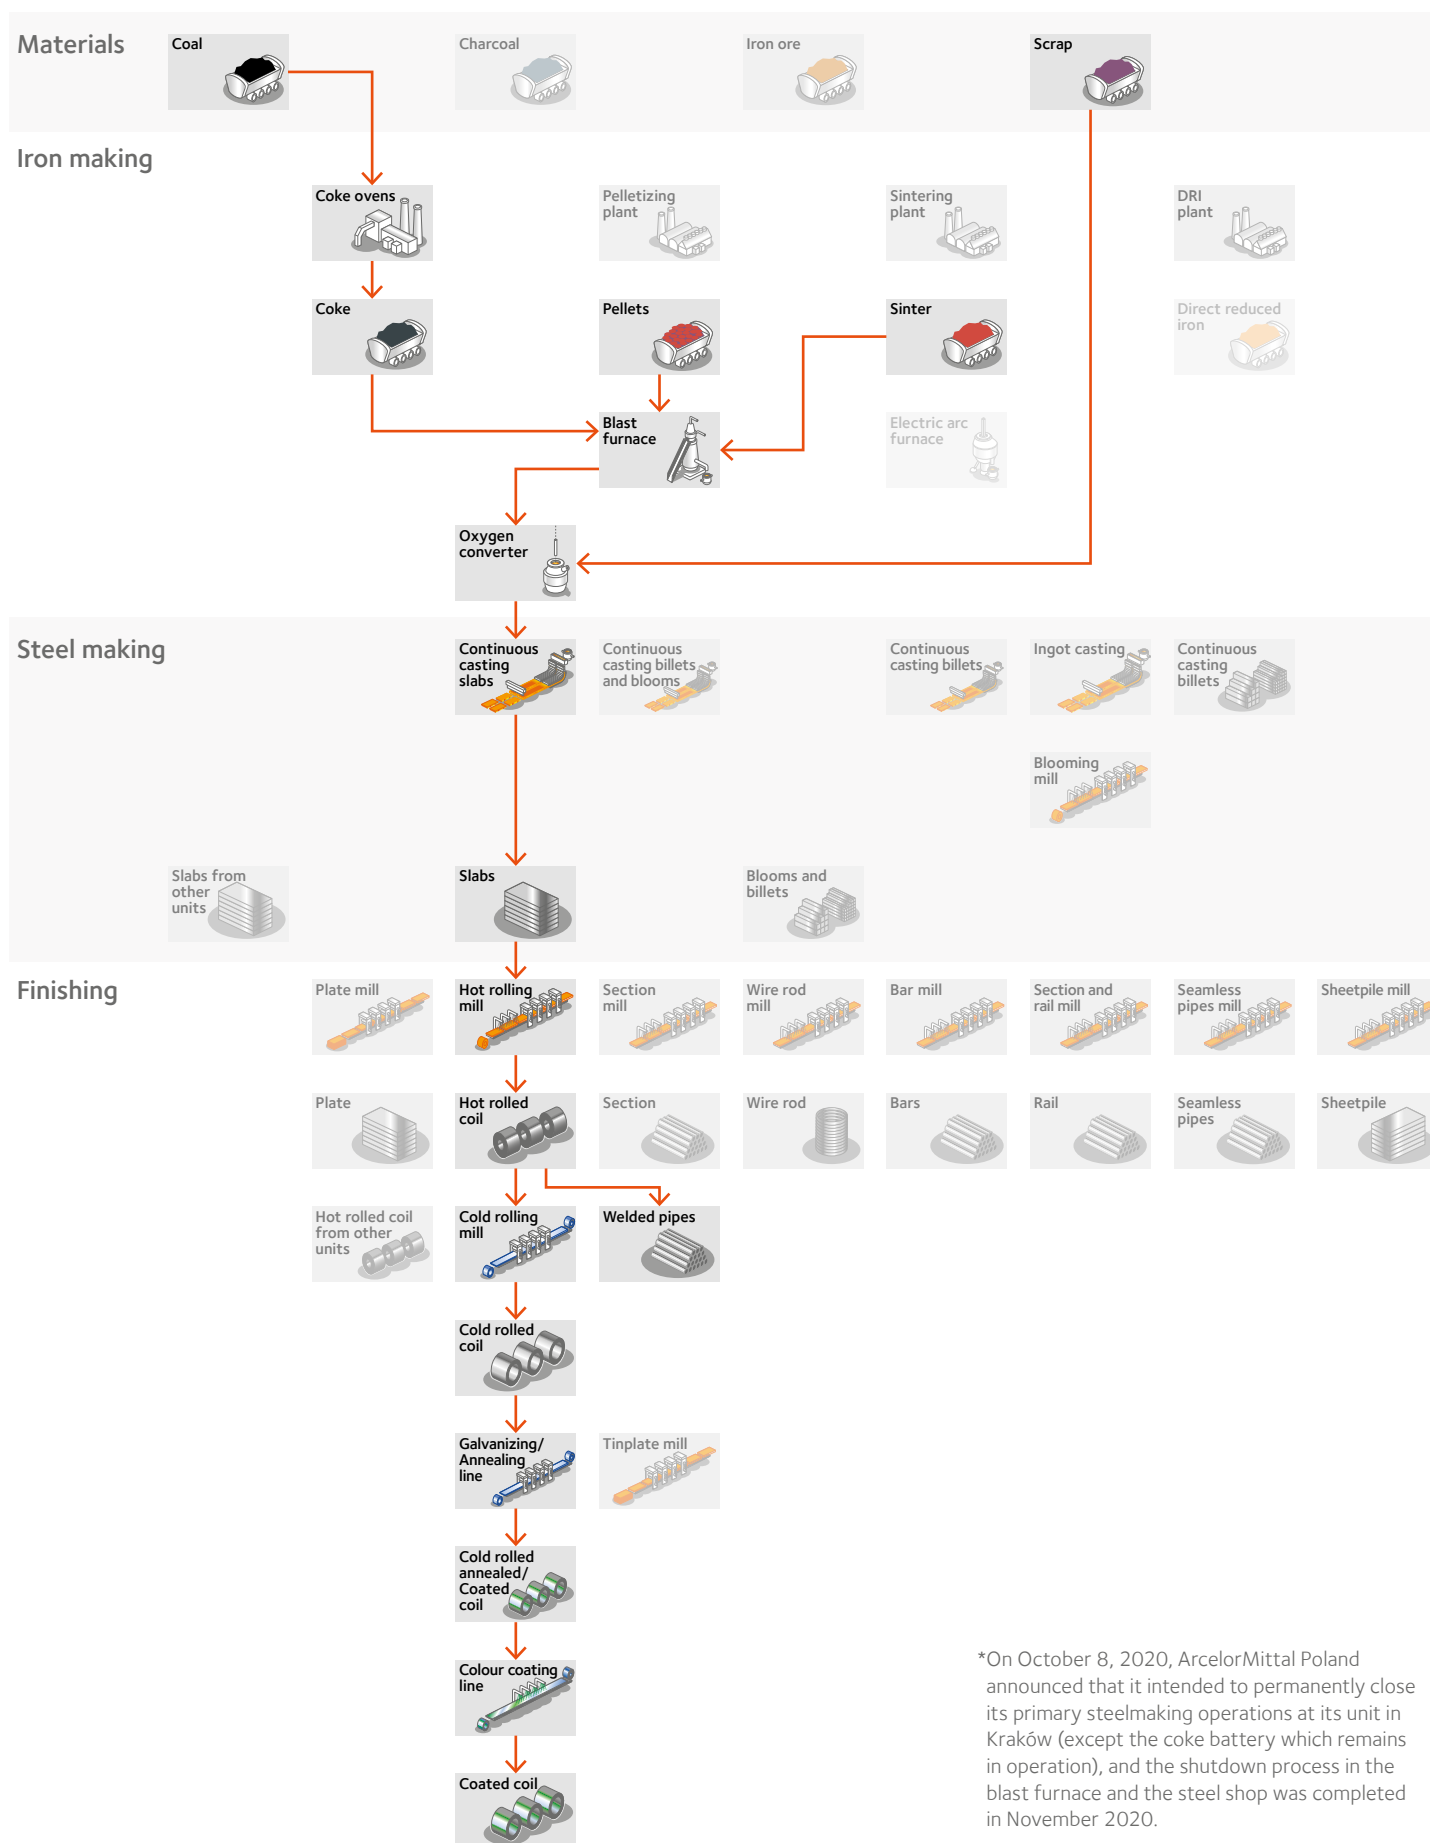 Materials
Coal
Charcoal
Iron ore
Scrap
Iron making
Coke ovens
Pelletizing
plant
Sintering
plant
DRI
plant
Coke
Pellets
Sinter
Direct reduced
iron
Blast
furnace
Electric arc
furnace
Oxygen
converter
Steel making
Continuous
casting
slabs
Continuous
casting billets
and blooms
Continuous
casting billets
Ingot casting
Continuous
casting
billets
Blooming
mill
Slabs from
other
units
Slabs
Blooms and
billets
Finishing
Plate mill
Hot rolling
mill
Section
mill
Wire rod
mill
Bar mill
Section and
rail mill
Seamless
pipes mill
Sheetpile mill
Plate
Hot rolled
coil
Section
Wire rod
Bars
Rail
Seamless
pipes
Sheetpile
Hot rolled coil
from other
units
Cold rolling
mill
Welded pipes
Cold rolled
coil
Galvanizing/
Annealing
line
Tinplate mill
Cold rolled
annealed/
Coated
coil
Colour coating
line
Coated coil
*On October 8, 2020, ArcelorMittal Poland
announced that it intended to permanently close
its primary steelmaking operations at its unit in
Kraków (except the coke battery which remains
in operation), and the shutdown process in the
blast furnace and the steel shop was completed
in November 2020.